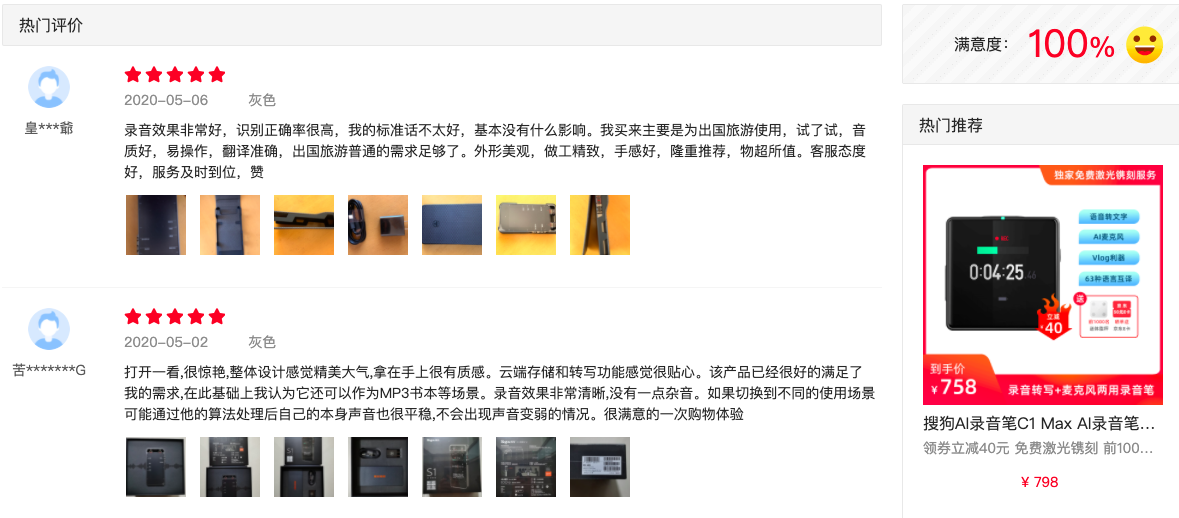 热门评价
皇***爺
2020-05-06 灰色
录音效果非常好，识别正确率很高，我的标准话不太好，基本没有什么影响。我买来主要是为出国旅游使用，试了试，音
质好，易操作，翻译准确，出国旅游普通的需求足够了。外形美观，做工精致，手感好，隆重推荐，物超所值。客服态度
好，服务及时到位，赞
苦*******G
2020-05-02 灰色
打开一看,很惊艳,整体设计感觉精美大气,拿在手上很有质感。云端存储和转写功能感觉很贴心。该产品已经很好的满足了
我的需求,在此基础上我认为它还可以作为MP3书本等场景。录音效果非常清晰,没有一点杂音。如果切换到不同的使用场景
可能通过他的算法处理后自己的本身声音也很平稳,不会出现声音变弱的情况。很满意的一次购物体验
S1
满意度： 100%
热门推荐
独家免费激光镌刻服务
语音转文字
AI麦克风
Vlog利器
63种语言互译
0:04:25.46
送
立减
40
到手价
¥758
录音转写+麦克风两用录音笔
搜狗AI录音笔C1 Max AI录音笔...
领券立减40元 免费激光镌刻 前100...
¥ 798